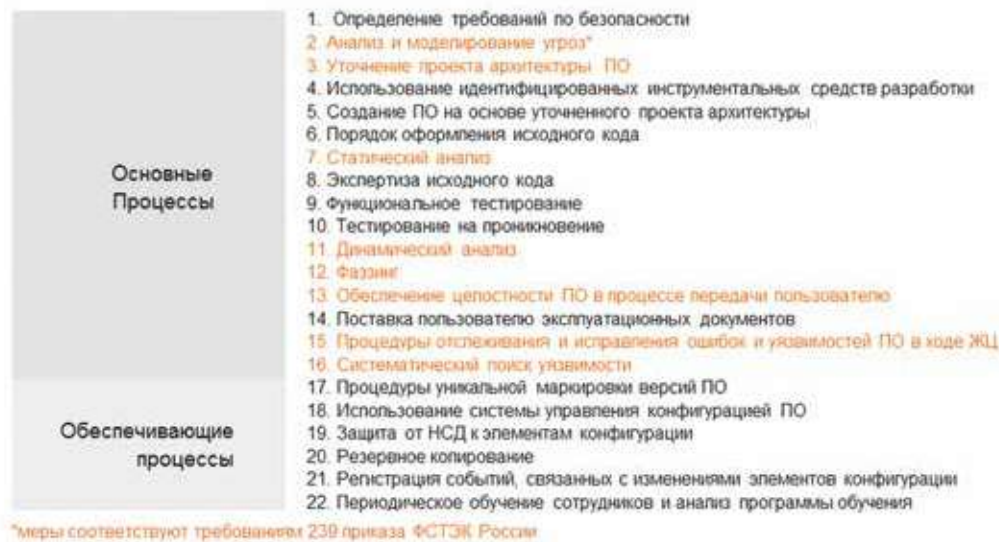 1. Определение требований по безопасности
2. Анализ и моделирование угроз*
3. Уточнение проекта архитектуры ПО
4. Использование идентифицированных инструментальных средств разработки
5. Создание ПО на основе уточненного проекта архитектуры
6. Порядок оформления исходного кода
7. Статический анализ
8. Экспертиза исходного кода
9. Функциональное тестирование
10. Тестирование на проникновение
11. Динамический анализ
12. Фаззинг
13. Обеспечение целостности ПО в процессе передачи пользователю
14. Поставка пользователю эксплуатационных документов
15. Процедуры отслеживания и исправления ошибок и уязвимостей ПО в ходе ЖЦ
16. Систематический поиск уязвимости
Основные
Процессы
17. Процедуры уникальной маркировки версий ПО
18. Использование системы управления конфигурацией ПО
19. Защита от НСД к элементам конфигурации
20. Резервное копирование
21. Регистрация событий, связанных с изменениями элементов конфигурации
22. Периодическое обучение сотрудников и анализ программы обучения
Обеспечивающие
процессы
*меры соответствуют требованиям 239 приказа ФСТЭК России